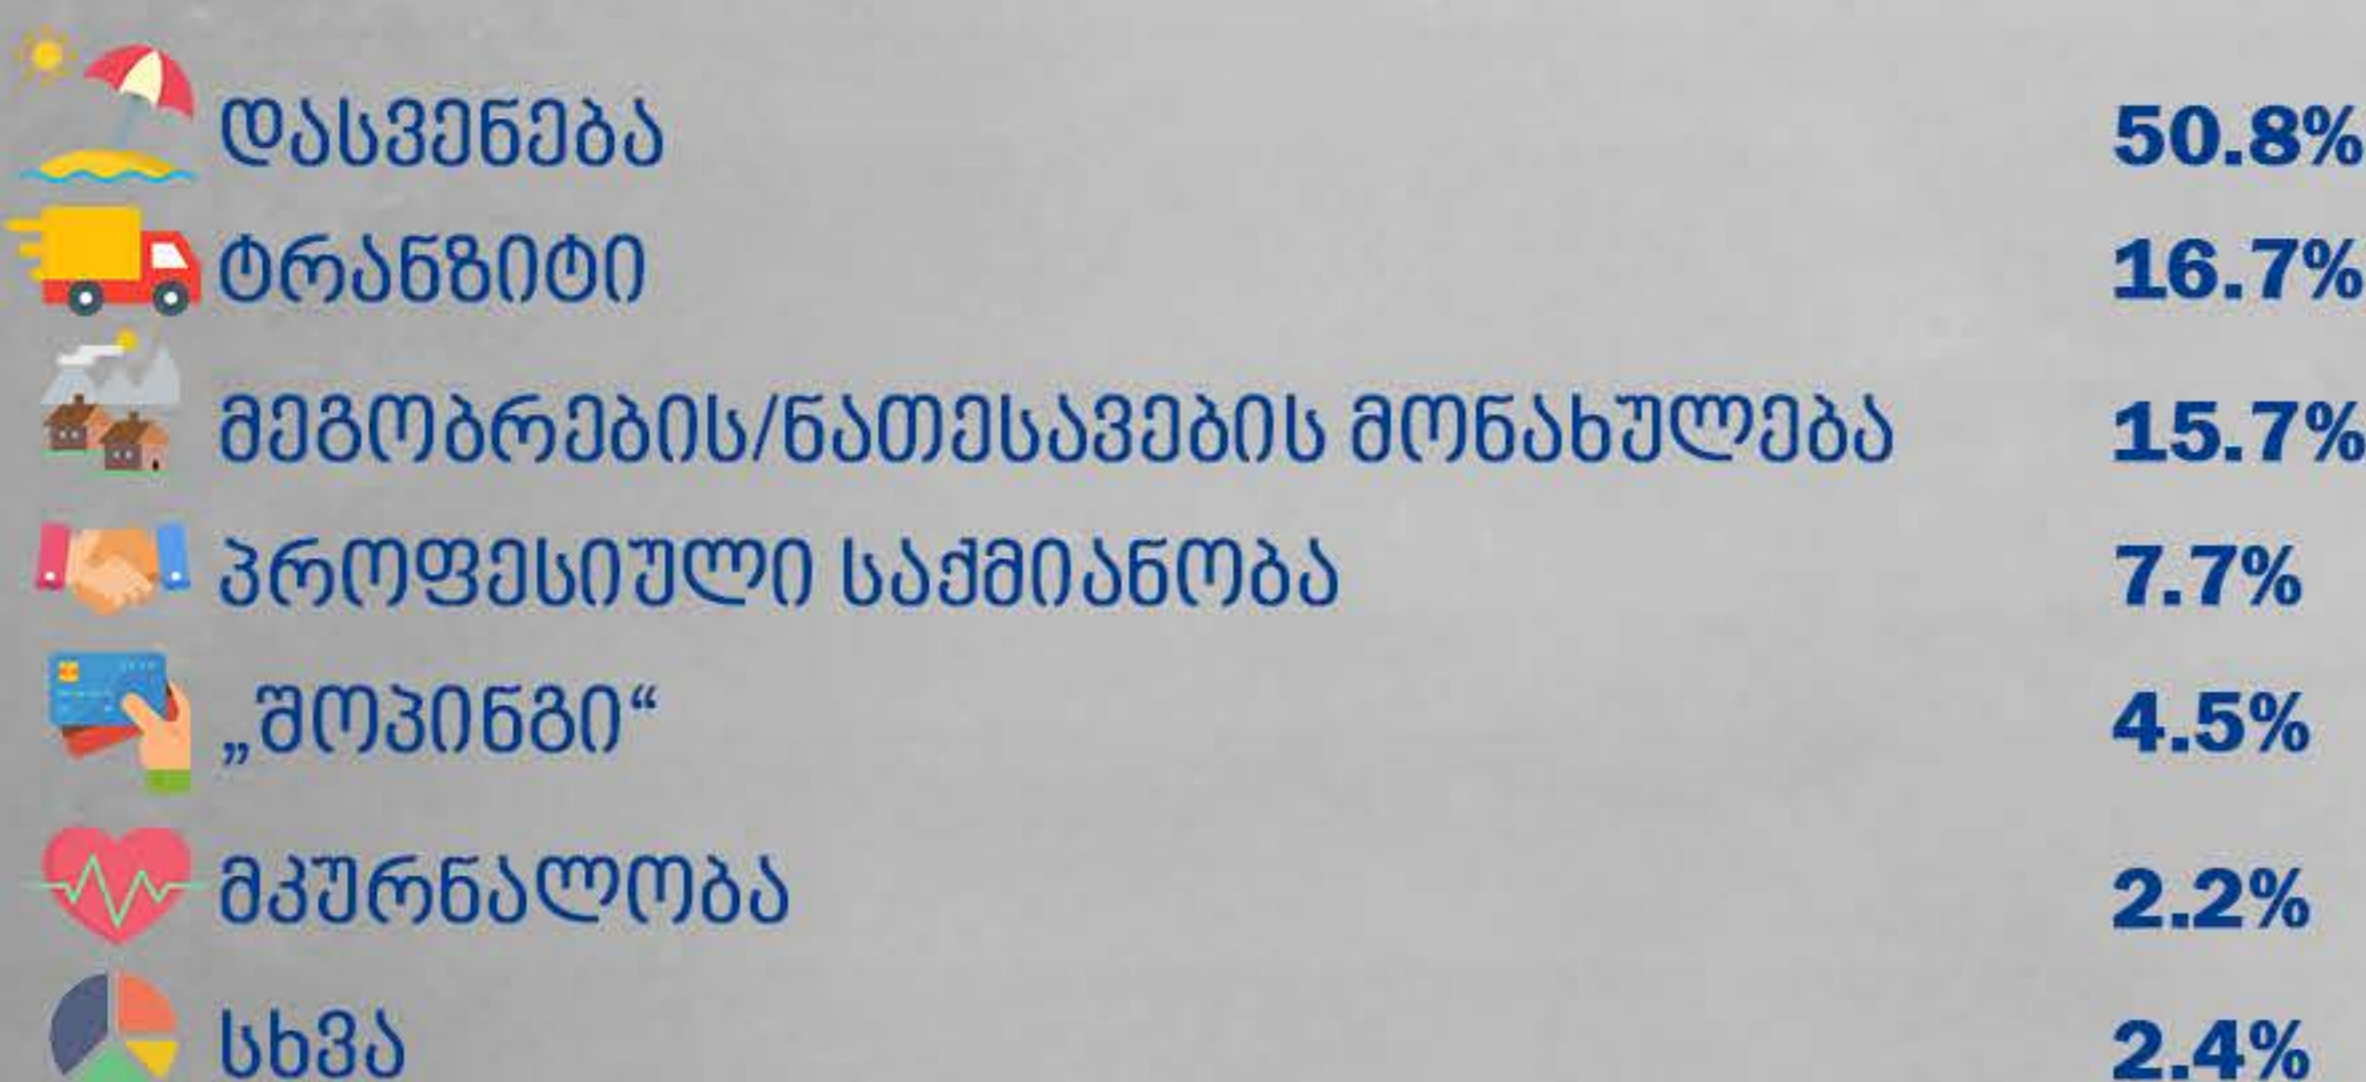 დასვენება 50.8%
ტრანზიტი 16.7%
მეგობრების/ნათესავების მონახულება 15.7%
პროფესიული საქმიანობა 7.7%
„შოპინგი“ 4.5%
მკურნალობა 2.2%
სხვა 2.4%